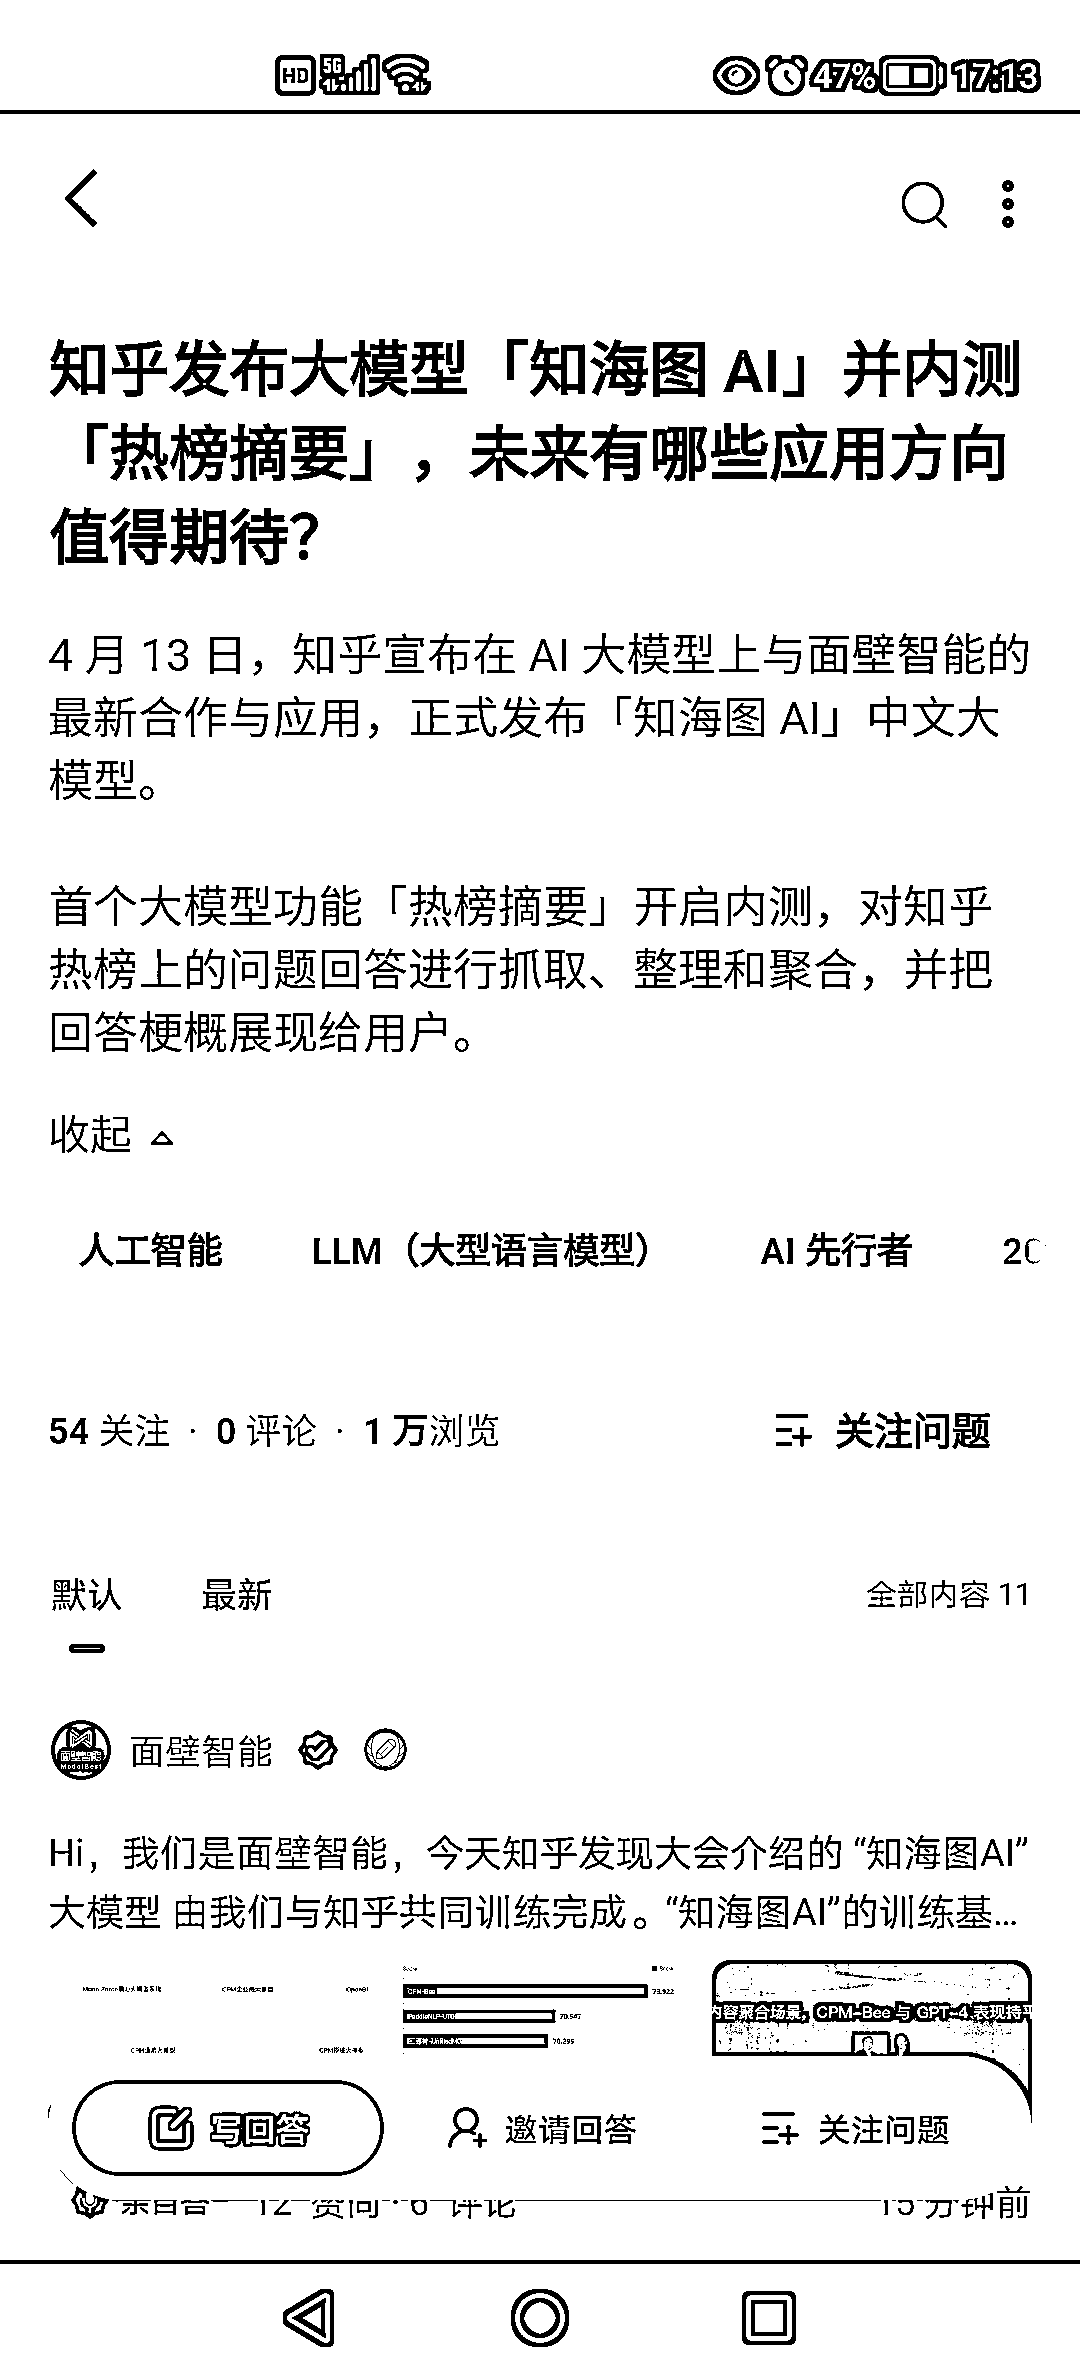 HD 5G 47% 17:13
知乎发布大模型「知海图 AI」并内测
「热榜摘要」，未来有哪些应用方向
值得期待？
4 月 13 日，知乎宣布在 AI 大模型上与面壁智能的
最新合作与应用，正式发布「知海图 AI」中文大
模型。
首个大模型功能「热榜摘要」开启内测，对知乎
热榜上的问题回答进行抓取、整理和聚合，并把
回答梗概展现给用户。
收起
人工智能 LLM（大型语言模型） AI 先行者 20
54 关注 · 0 评论 · 1 万浏览 关注问题
默认 最新 全部内容 11
面壁智能
Hi，我们是面壁智能，今天知乎发现大会介绍的 “知海图AI”
大模型 由我们与知乎共同训练完成。“知海图AI”的训练基...
CPM-Bee 73.922
70.295
内容聚合场景，CPM-Bee 与 GPT-4 表现持平
写回答 邀请回答 关注问题
亲自答 12 赞同 · 6 评论 15 分钟前